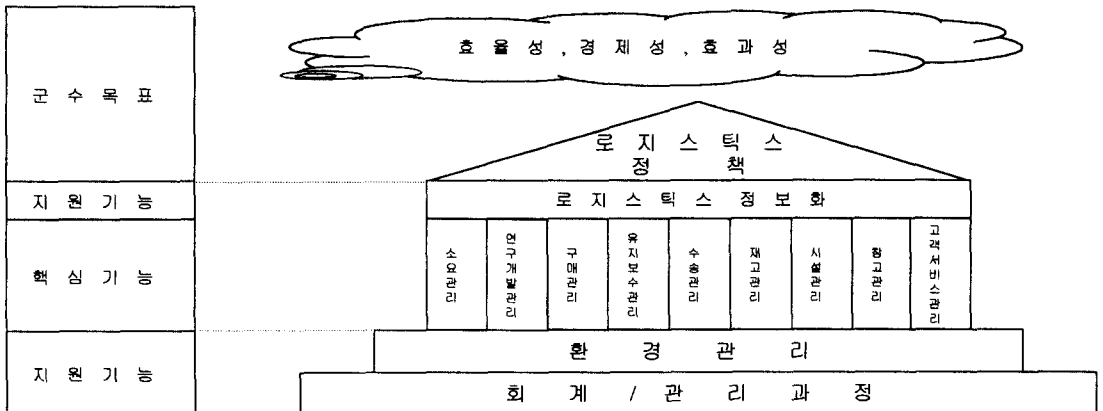 효율성,경제성,효과성
군수목표
로지스틱스
정책
지원기능
로지스틱스 정보화
핵심기능
소요관리
연구개발관리
구매관리
유지보수관리
수송관리
재고관리
시설관리
창고관리
고객서비스관리
지원기능
환경관리
회계/관리과정